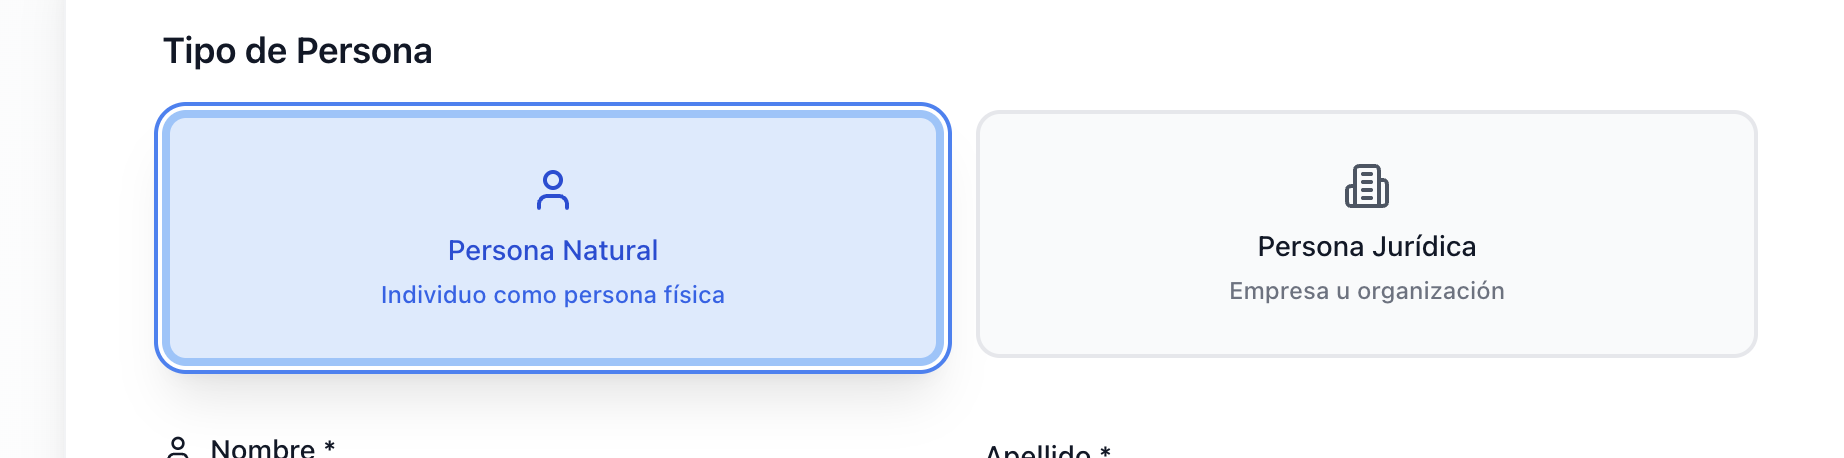 Tipo de Persona
Persona Natural
Individuo como persona física
Persona Jurídica
Empresa u organización
Nombre *
Apellido *